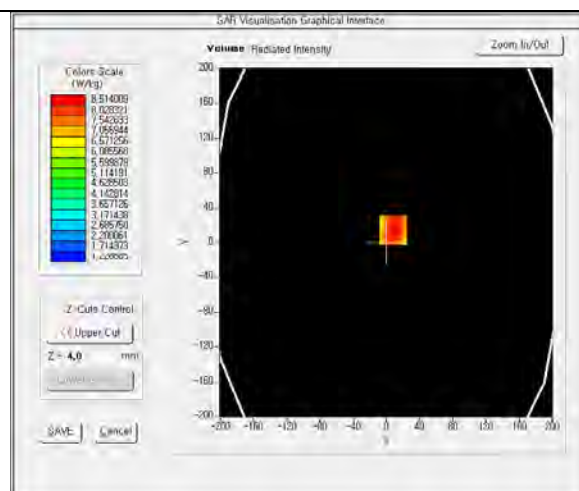 SAR Visualisation Graphical Interface
Volume Radiated Intensity
Zoom In/Out
Colors Scale
(W/kg)
8.514009
8.028321
7.542633
7.056944
6.571256
6.085568
5.599879
5.114191
4.628503
4.142814
3.657126
3.171438
2.685750
2.200061
1.714373
200
160
120
80
40
0
-40
-80
-120
-160
-200
Y
-200 -160 -120 -80 -40 0 40 80 120 160 200
X
Z-Cuts Control
Upper Cut
Z = 4.0 mm
SAVE
Cancel